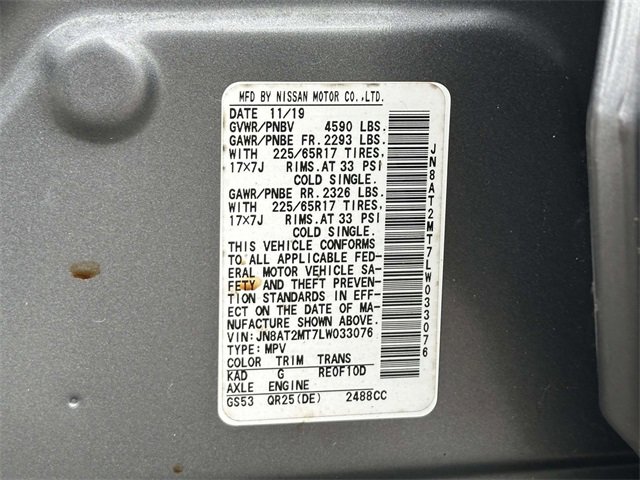 MFD BY NISSAN MOTOR CO.,LTD.
DATE 11/19
GVWR/PNBV 4590 LBS.
GAWR/PNBE FR. 2293 LBS.
WITH 225/65R17 TIRES,
17×7J RIMS.AT 33 PSI
COLD SINGLE.
GAWR/PNBE RR. 2326 LBS.
WITH 225/65R17 TIRES,
17×7J RIMS.AT 33 PSI
COLD SINGLE.
THIS VEHICLE CONFORMS
TO ALL APPLICABLE FED-
ERAL MOTOR VEHICLE SA-
FETY AND THEFT PREVEN-
TION STANDARDS IN EFF-
ECT ON THE DATE OF MA-
NUFACTURE SHOWN ABOVE.
VIN: JN8AT2MT7LW033076
TYPE: MPV
COLOR TRIM TRANS
KAD G RE0F10D
AXLE ENGINE
GS53 QR25(DE) 2488CC
JN8AT2MT7LW033076